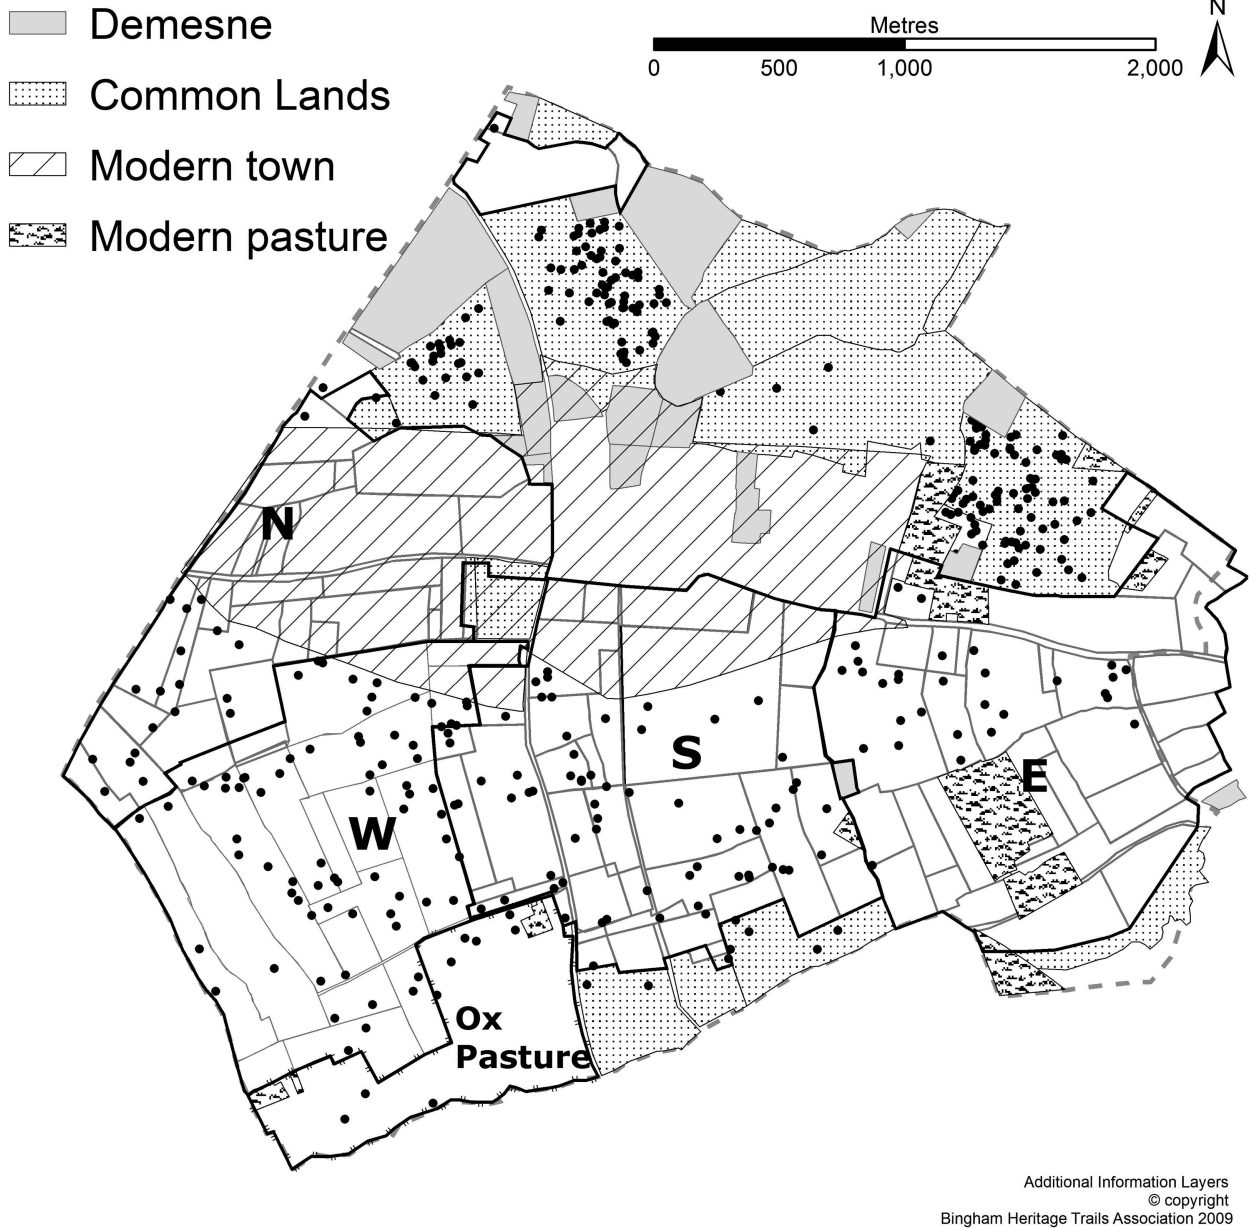 Demesne
Common Lands
Modern town
Modern pasture
Metres
0 500 1,000 2,000
N
N
S
E
W
Ox
Pasture
Additional Information Layers
© copyright
Bingham Heritage Trails Association 2009